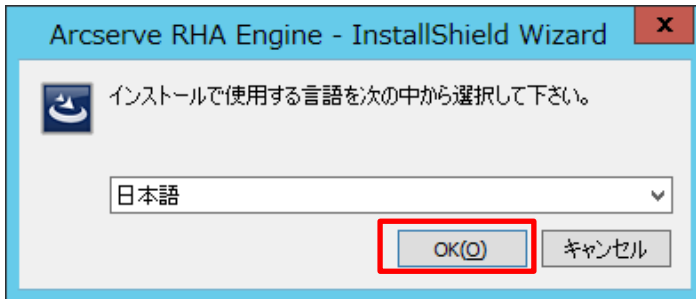 Arcserve RHA Engine - InstallShield Wizard
x
インストールで使用する言語を次の中から選択して下さい。
日本語
OK(O)
キャンセル